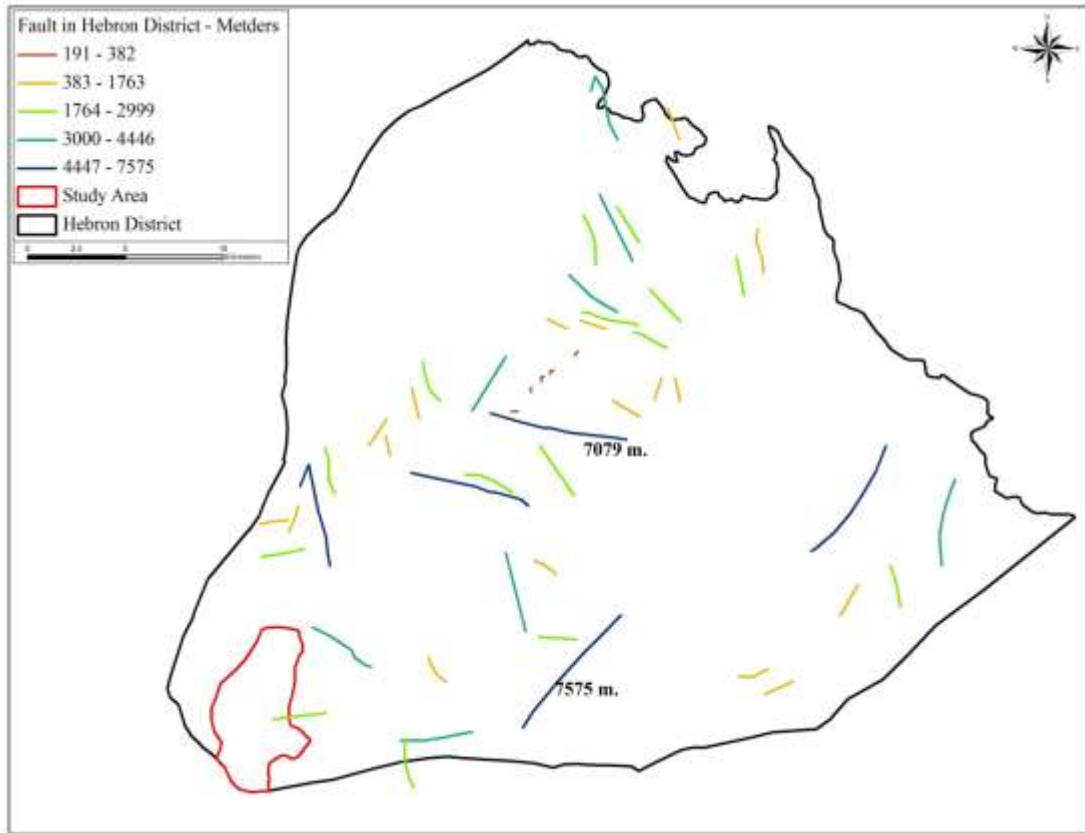 Fault in Hebron District - Metders
191 - 382
383 - 1763
1764 - 2999
3000 - 4446
4447 - 7575
Study Area
Hebron District
7079 m.
7575 m.